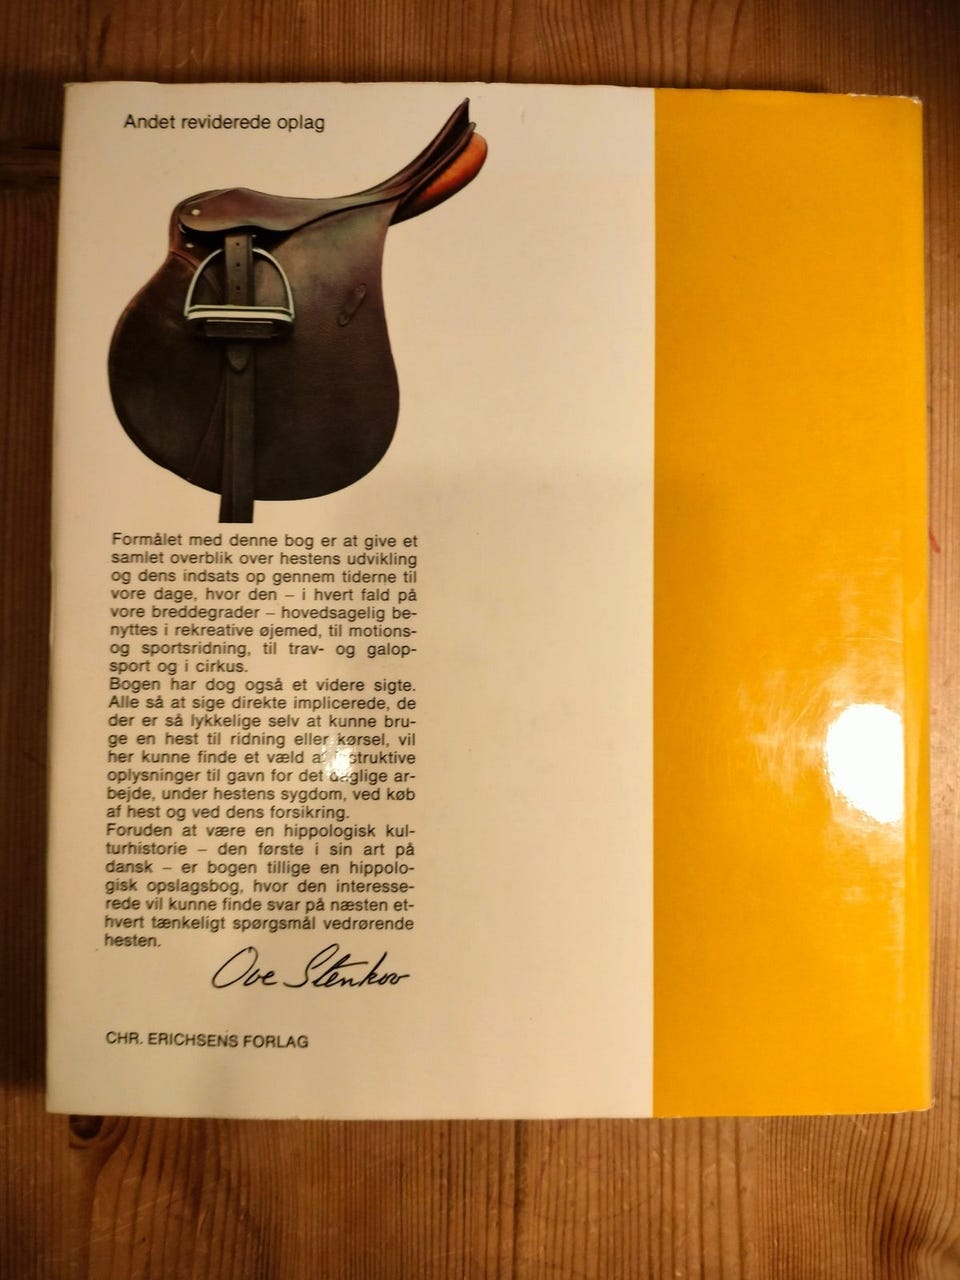 Andet reviderede oplag
Formålet med denne bog er at give et
samlet overblik over hestens udvikling
og dens indsats op gennem tiderne til
vore dage, hvor den – i hvert fald på
vore breddegrader – hovedsagelig be-
nyttes i rekreative øjemed, til motions-
og sportsridning, til trav- og galop-
sport og i cirkus.
Bogen har dog også et videre sigte.
Alle så at sige direkte implicerede, de
der er så lykkelige selv at kunne bru-
ge en hest til ridning eller kørsel, vil
her kunne finde et væld af instruktive
oplysninger til gavn for det daglige ar-
bejde, under hestens sygdom, ved køb
af hest og ved dens forsikring.
Foruden at være en hippologisk kul-
turhistorie – den første i sin art på
dansk – er bogen tillige en hippolo-
gisk opslagsbog, hvor den interesse-
rede vil kunne finde svar på næsten et-
hvert tænkeligt spørgsmål vedrørende
hesten.
Ove Stenkov
CHR. ERICHSENS FORLAG